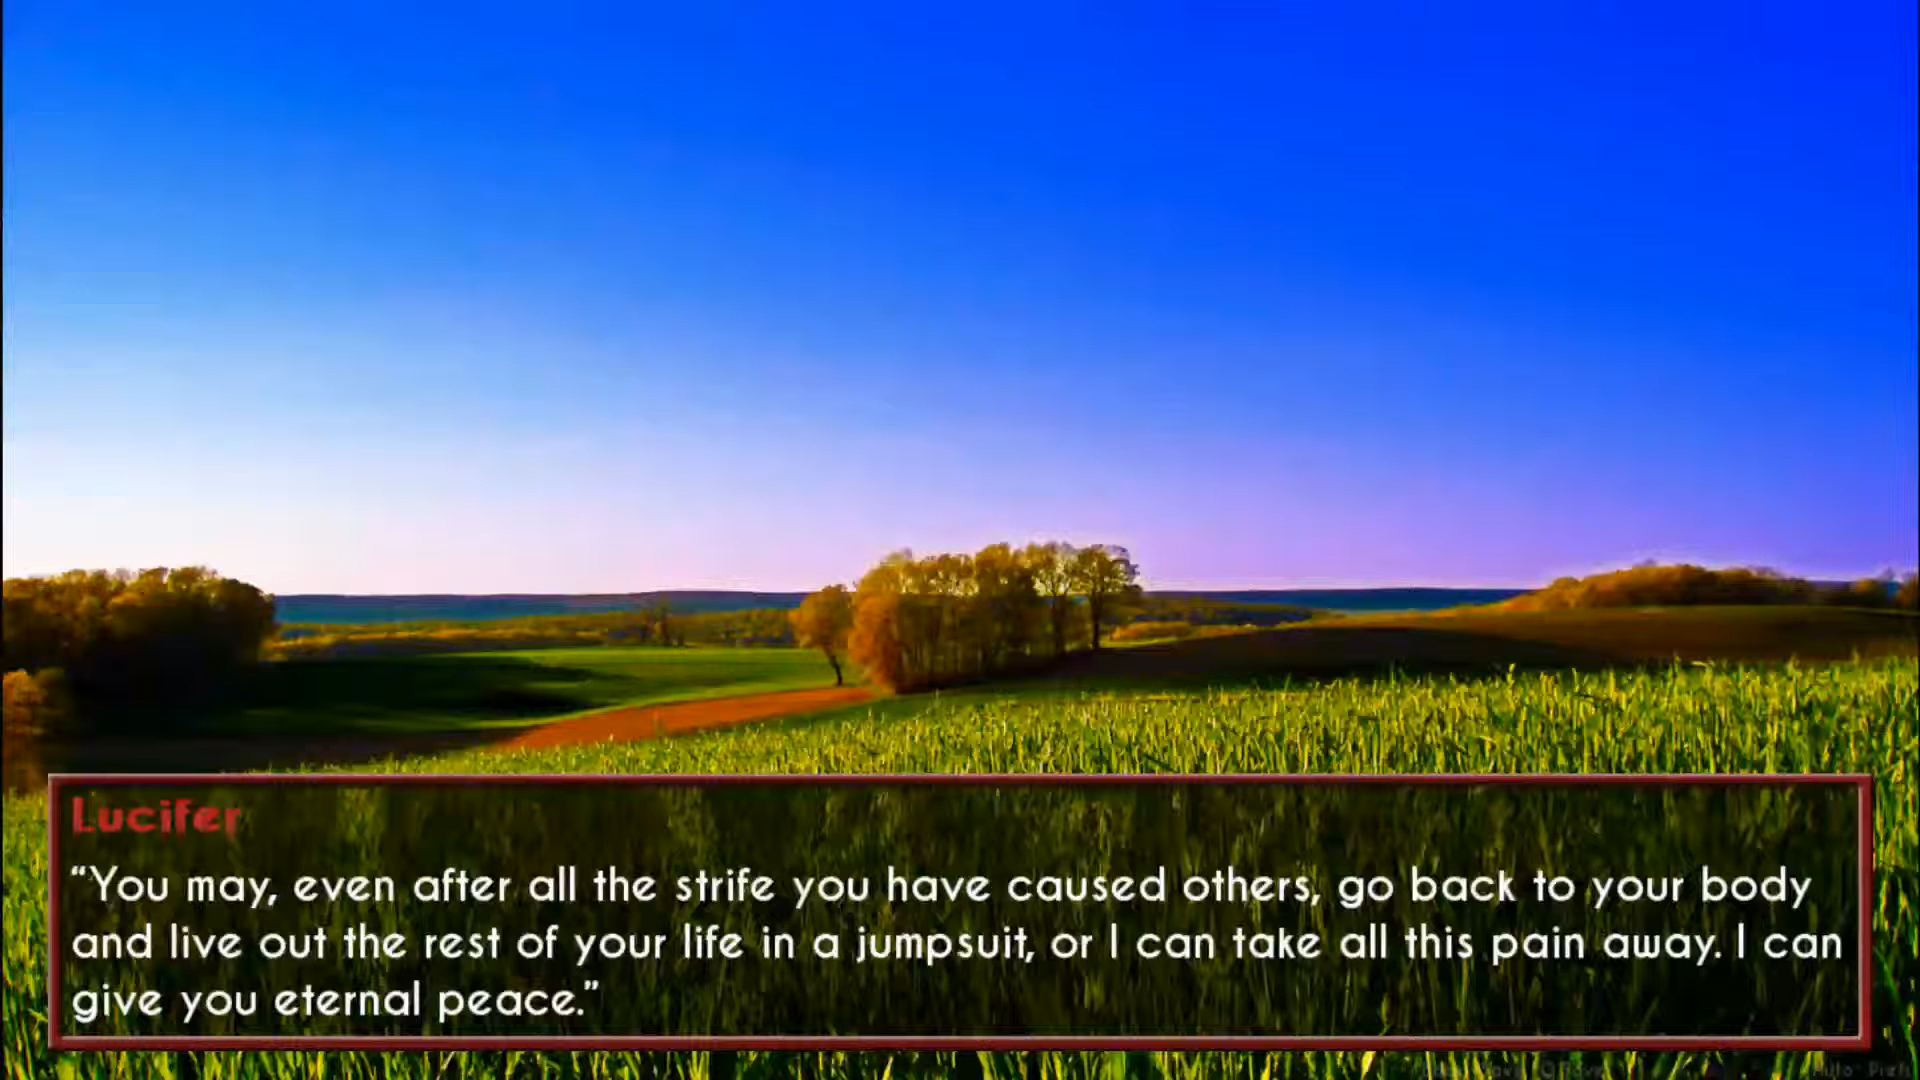 Lucifer
“You may, even after all the strife you have caused others, go back to your body
and live out the rest of your life in a jumpsuit, or I can take all this pain away. I can
give you eternal peace.”